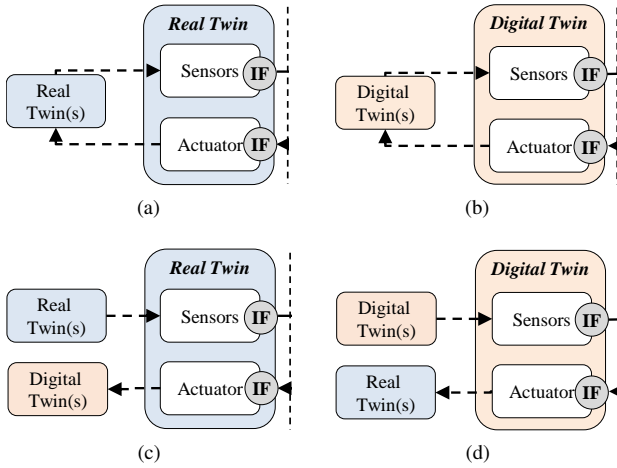 Real Twin
Sensors
IF
Real
Twin(s)
Actuator
IF
(a)
Digital Twin
Sensors
IF
Digital
Twin(s)
Actuator
IF
(b)
Real Twin
Real
Twin(s)
Sensors
IF
Digital
Twin(s)
Actuator
IF
(c)
Digital Twin
Digital
Twin(s)
Sensors
IF
Real
Twin(s)
Actuator
IF
(d)